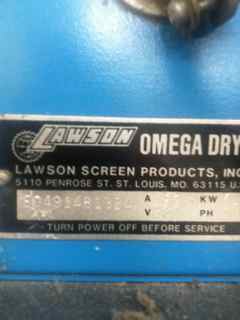 LAWSON OMEGA DRY
LAWSON SCREEN PRODUCTS, INC
5110 PENROSE ST. ST. LOUIS, MO. 63115 U.
A KW
V PH
TURN POWER OFF BEFORE SERVICE